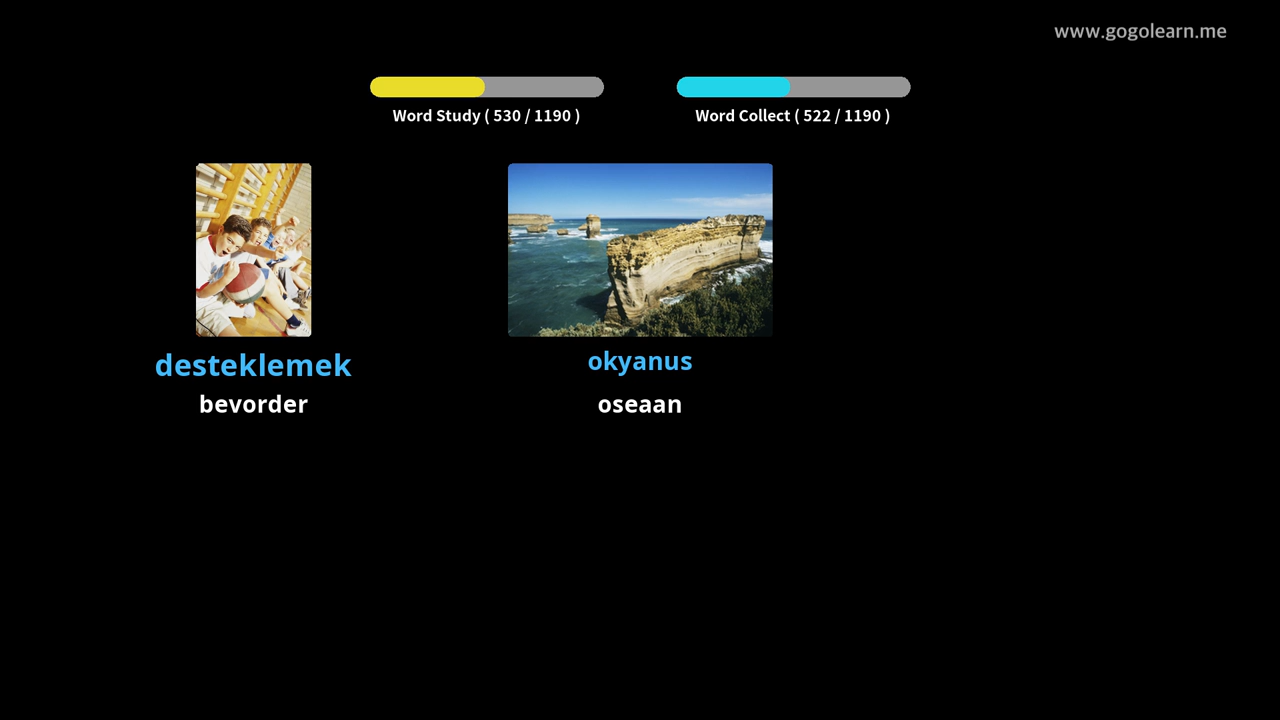 www.gogolearn.me
Word Study ( 530 / 1190 )
Word Collect ( 522 / 1190 )
desteklemek
bevorder
okyanus
oseaan